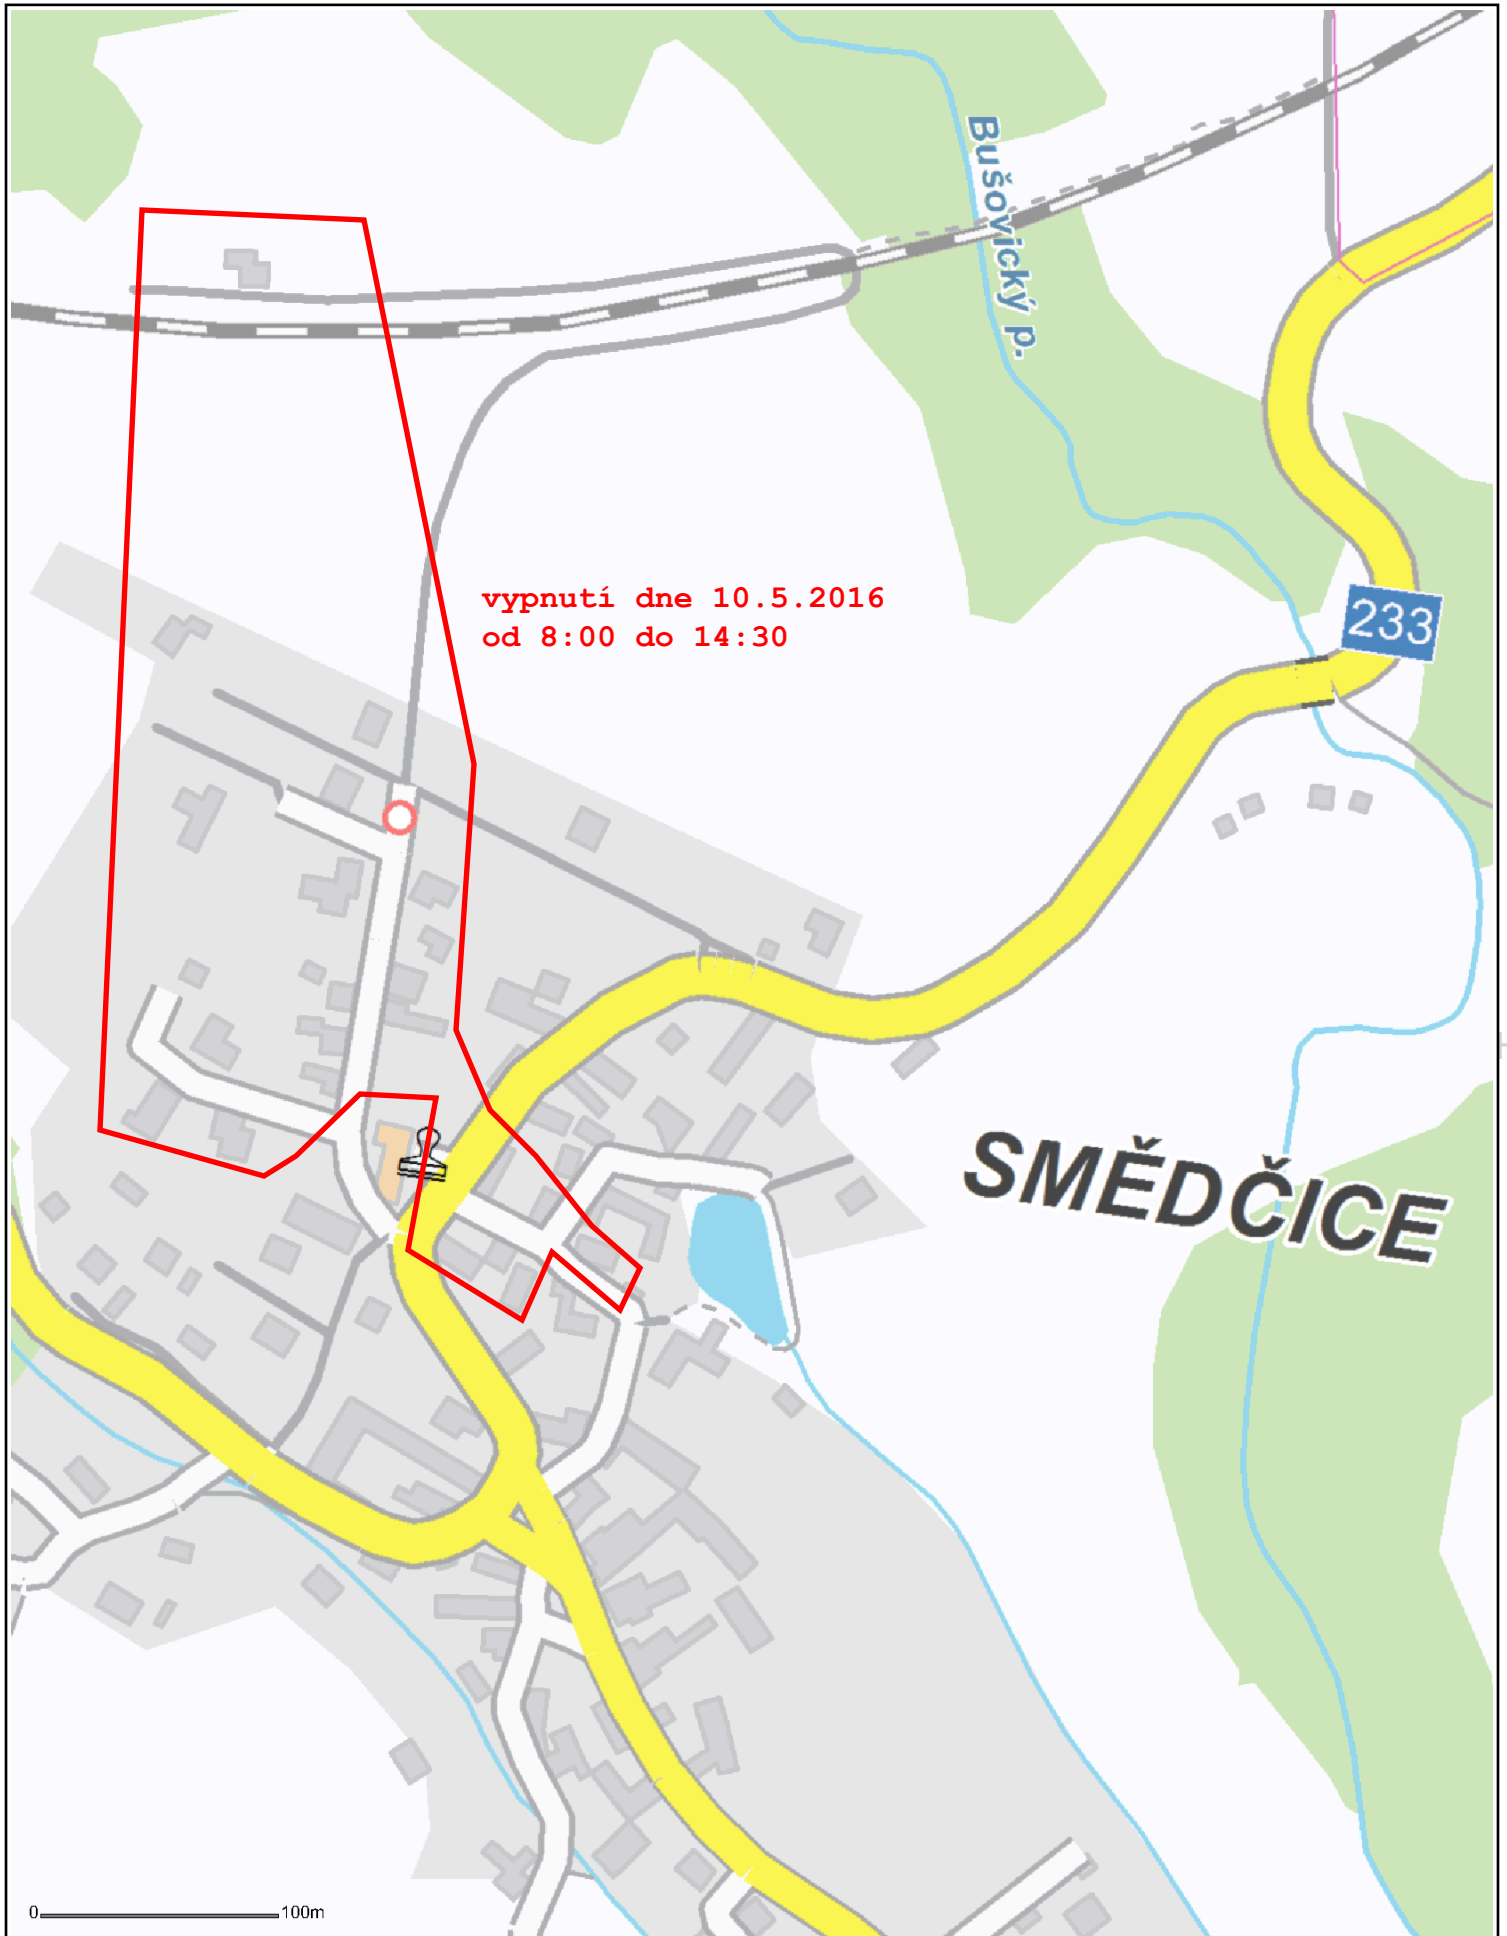 Bušovický p.
vypnutí dne 10.5.2016
od 8:00 do 14:30
233
SMĚDČICE
0 100m